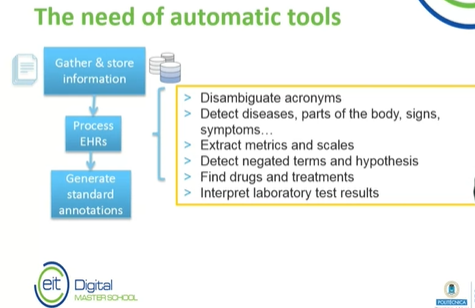 The need of automatic tools
Gather & store
information
Process
EHRs
Generate
standard
annotations
> Disambiguate acronyms
> Detect diseases, parts of the body, signs,
symptoms…
> Extract metrics and scales
> Detect negated terms and hypothesis
> Find drugs and treatments
> Interpret laboratory test results
eit Digital
MASTER SCHOOL
POLITÉCNICA